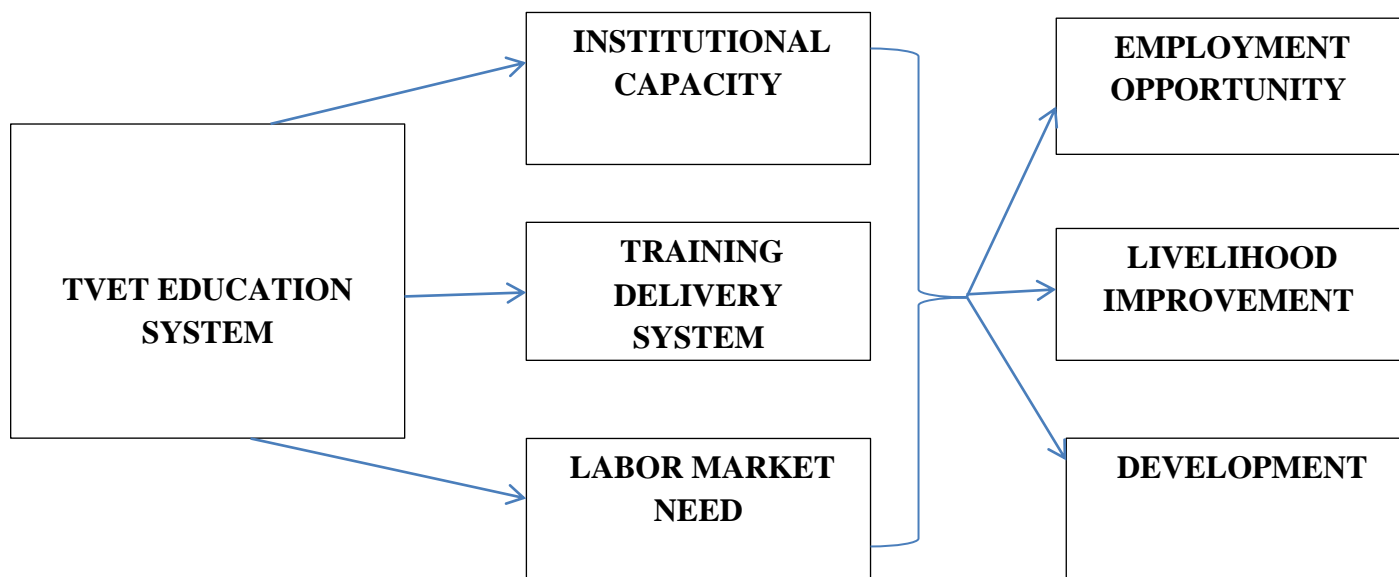 INSTITUTIONAL
CAPACITY
EMPLOYMENT
OPPORTUNITY
TVET EDUCATION
SYSTEM
TRAINING
DELIVERY
SYSTEM
LIVELIHOOD
IMPROVEMENT
LABOR MARKET
NEED
DEVELOPMENT